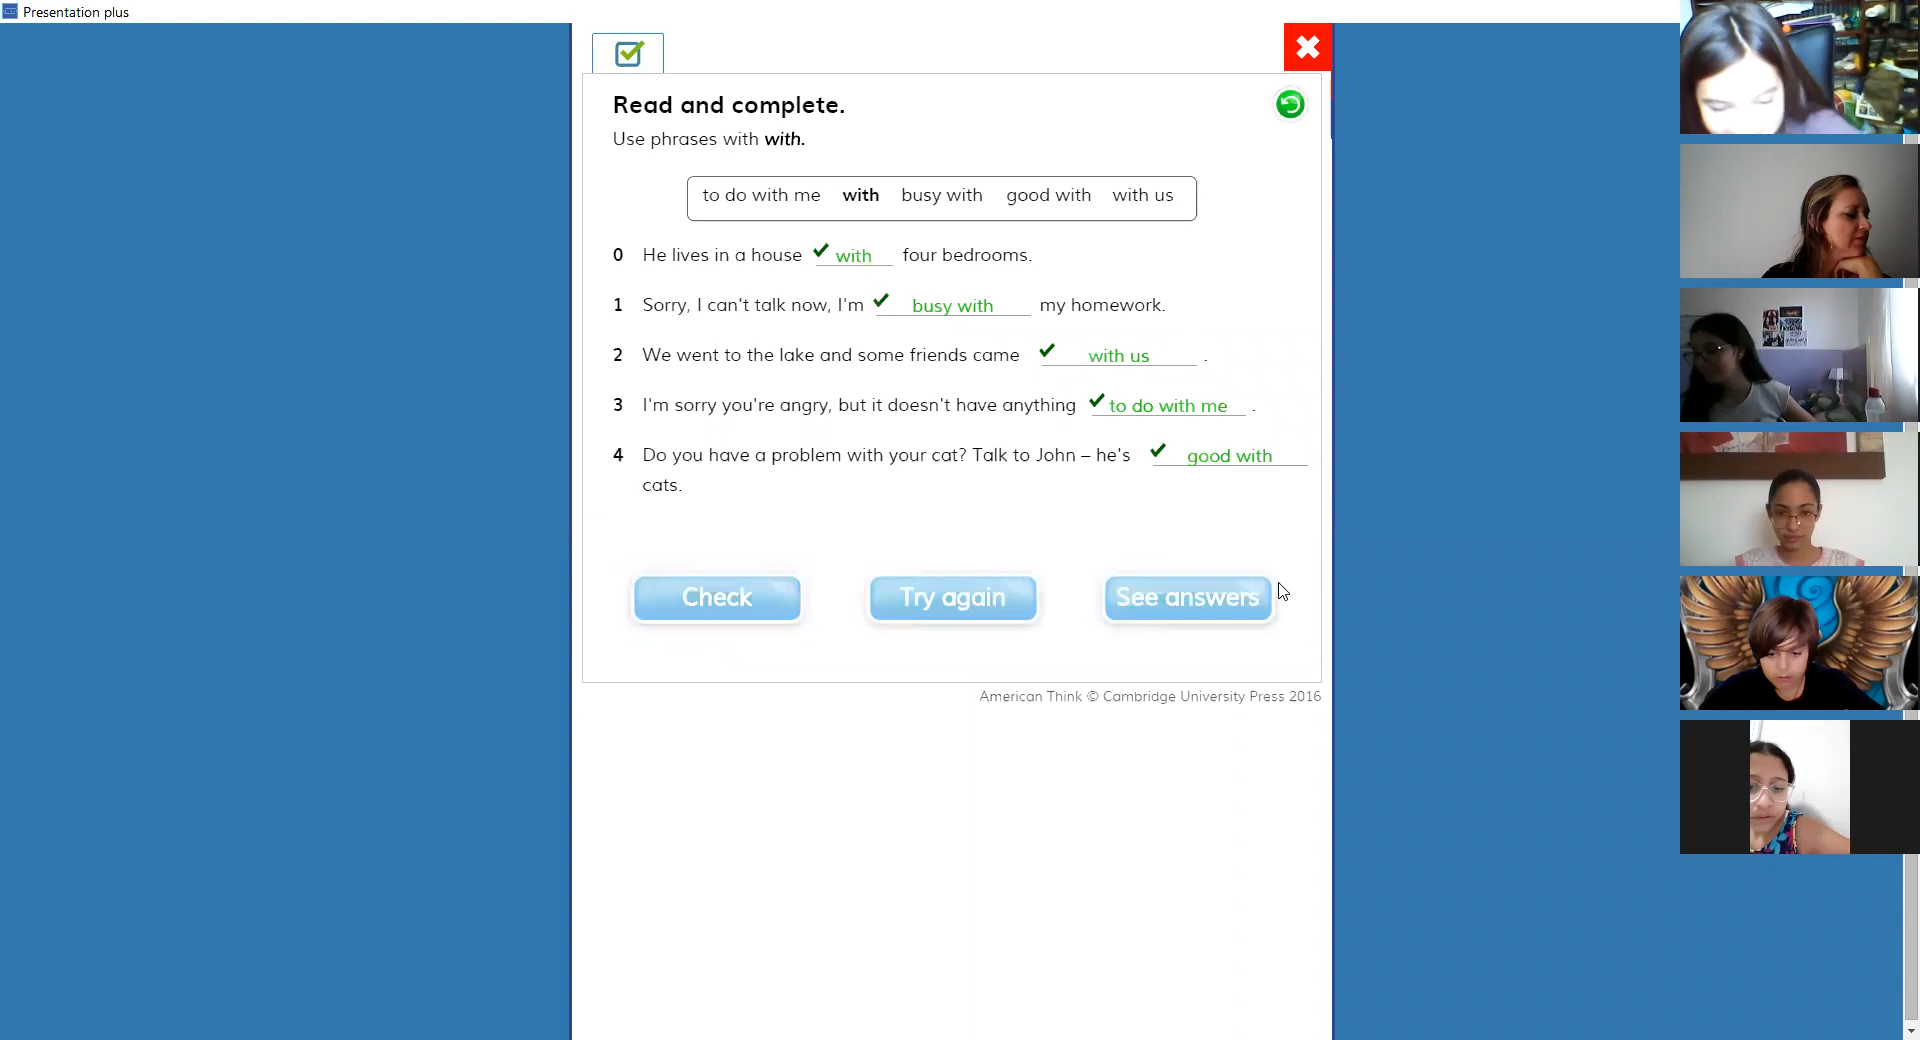 Presentation plus
Read and complete.
Use phrases with with.
to do with me with busy with good with with us
0 He lives in a house with four bedrooms.
1 Sorry, I can't talk now, I'm busy with my homework.
2 We went to the lake and some friends came with us .
3 I'm sorry you're angry, but it doesn't have anything to do with me .
4 Do you have a problem with your cat? Talk to John – he's good with
cats.
Check Try again See answers
American Think © Cambridge University Press 2016